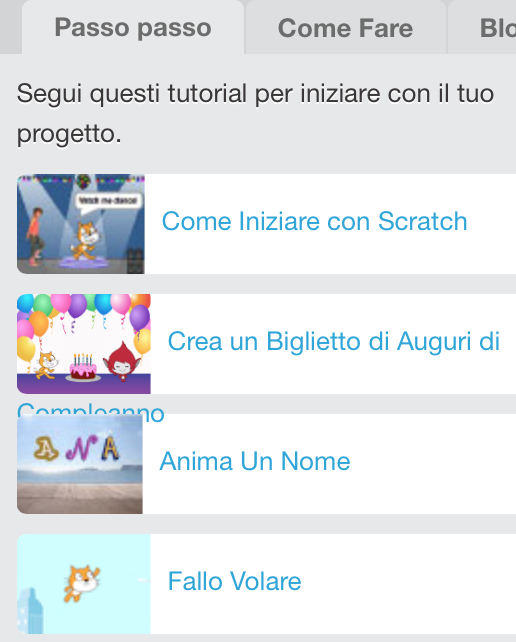 Passo passo
Come Fare
Segui questi tutorial per iniziare con il tuo
progetto.
Watch me dance!
Come Iniziare con Scratch
Crea un Biglietto di Auguri di
Compleanno
ANA
Anima Un Nome
Fallo Volare